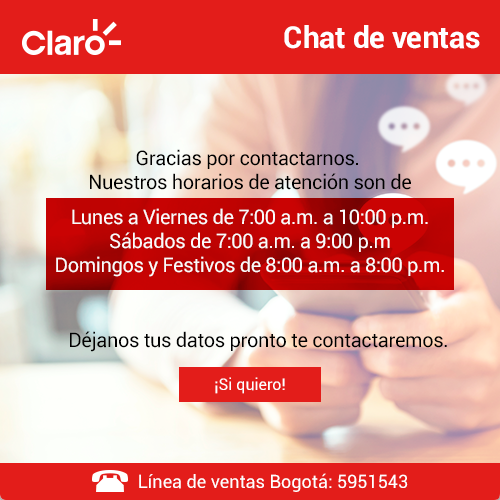 Claro
Chat de ventas
Gracias por contactarnos.
Nuestros horarios de atención son de
Lunes a Viernes de 7:00 a.m. a 10:00 p.m.
Sábados de 7:00 a.m. a 9:00 p.m
Domingos y Festivos de 8:00 a.m. a 8:00 p.m.
Déjanos tus datos pronto te contactaremos.
¡Si quiero!
Línea de ventas Bogotá: 5951543